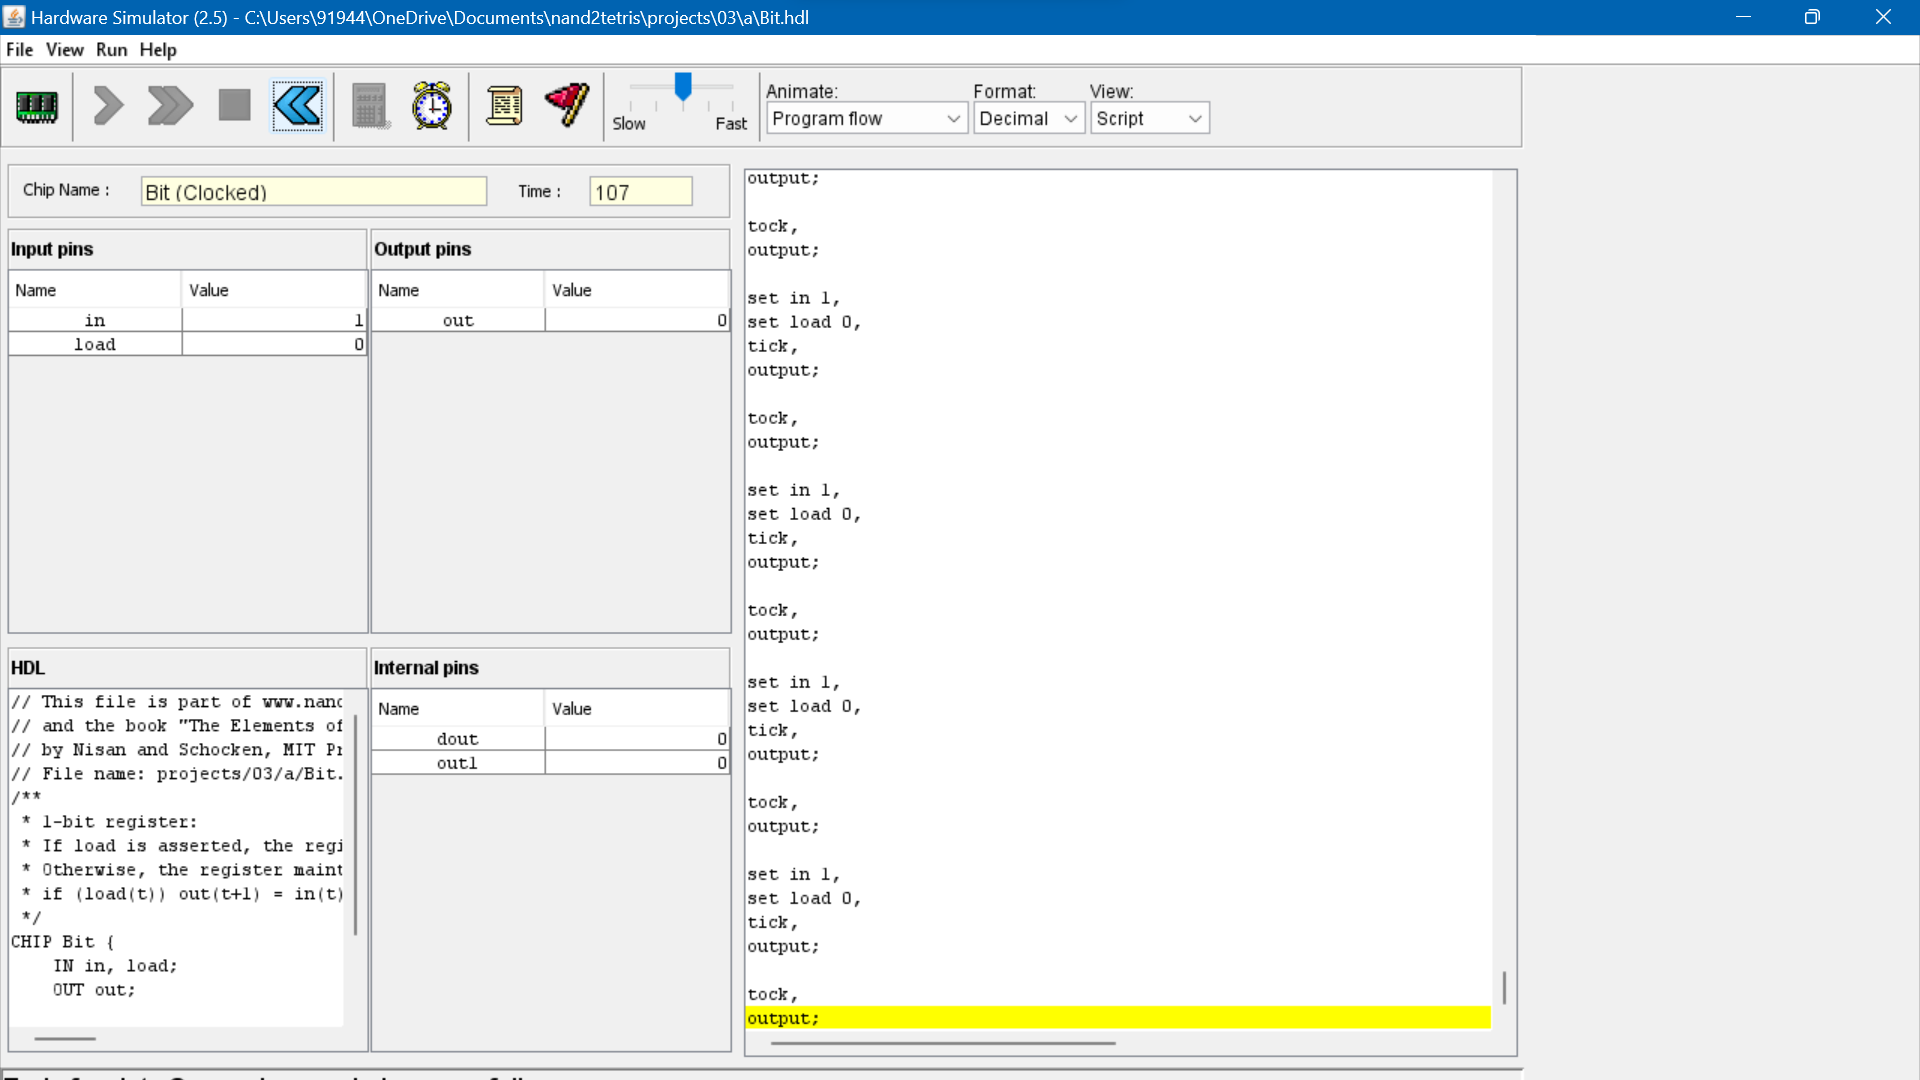 Hardware Simulator (2.5) - C:\Users\91944\OneDrive\Documents\nand2tetris\projects\03\a\Bit.hdl
File View Run Help
Slow Fast
Animate:
Program flow
Format:
Decimal
View:
Script
Chip Name :
Bit (Clocked)
Time :
107
Input pins
Name Value
in 1
load 0
Output pins
Name Value
out 0
HDL
// This file is part of www.nand
// and the book "The Elements of
// by Nisan and Schocken, MIT Pr
// File name: projects/03/a/Bit.
/**
* 1-bit register:
* If load is asserted, the regi
* Otherwise, the register maint
* if (load(t)) out(t+1) = in(t)
*/
CHIP Bit {
IN in, load;
OUT out;
Internal pins
Name Value
dout 0
out1 0
output;
tock,
output;
set in 1,
set load 0,
tick,
output;
tock,
output;
set in 1,
set load 0,
tick,
output;
tock,
output;
set in 1,
set load 0,
tick,
output;
tock,
output;
set in 1,
set load 0,
tick,
output;
tock,
output;